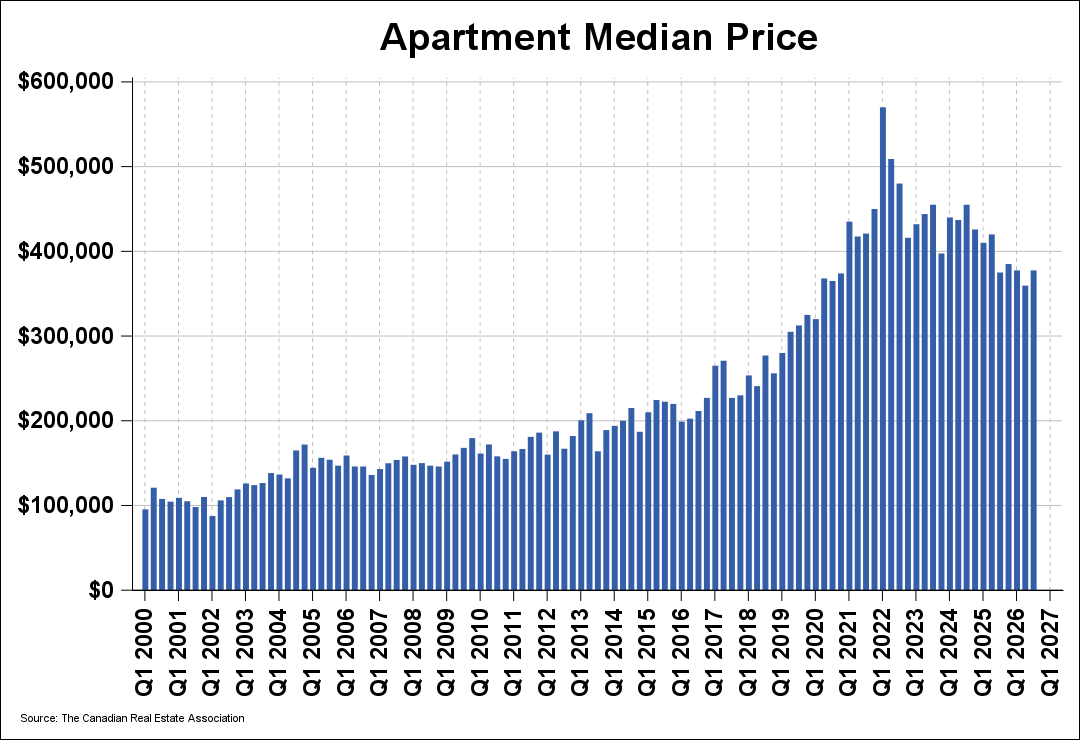 Apartment Median Price
$600,000
$500,000
$400,000
$300,000
$200,000
$100,000
$0
Q1 2000
Q1 2001
Q1 2002
Q1 2003
Q1 2004
Q1 2005
Q1 2006
Q1 2007
Q1 2008
Q1 2009
Q1 2010
Q1 2011
Q1 2012
Q1 2013
Q1 2014
Q1 2015
Q1 2016
Q1 2017
Q1 2018
Q1 2019
Q1 2020
Q1 2021
Q1 2022
Q1 2023
Q1 2024
Q1 2025
Q1 2026
Q1 2027
Source: The Canadian Real Estate Association